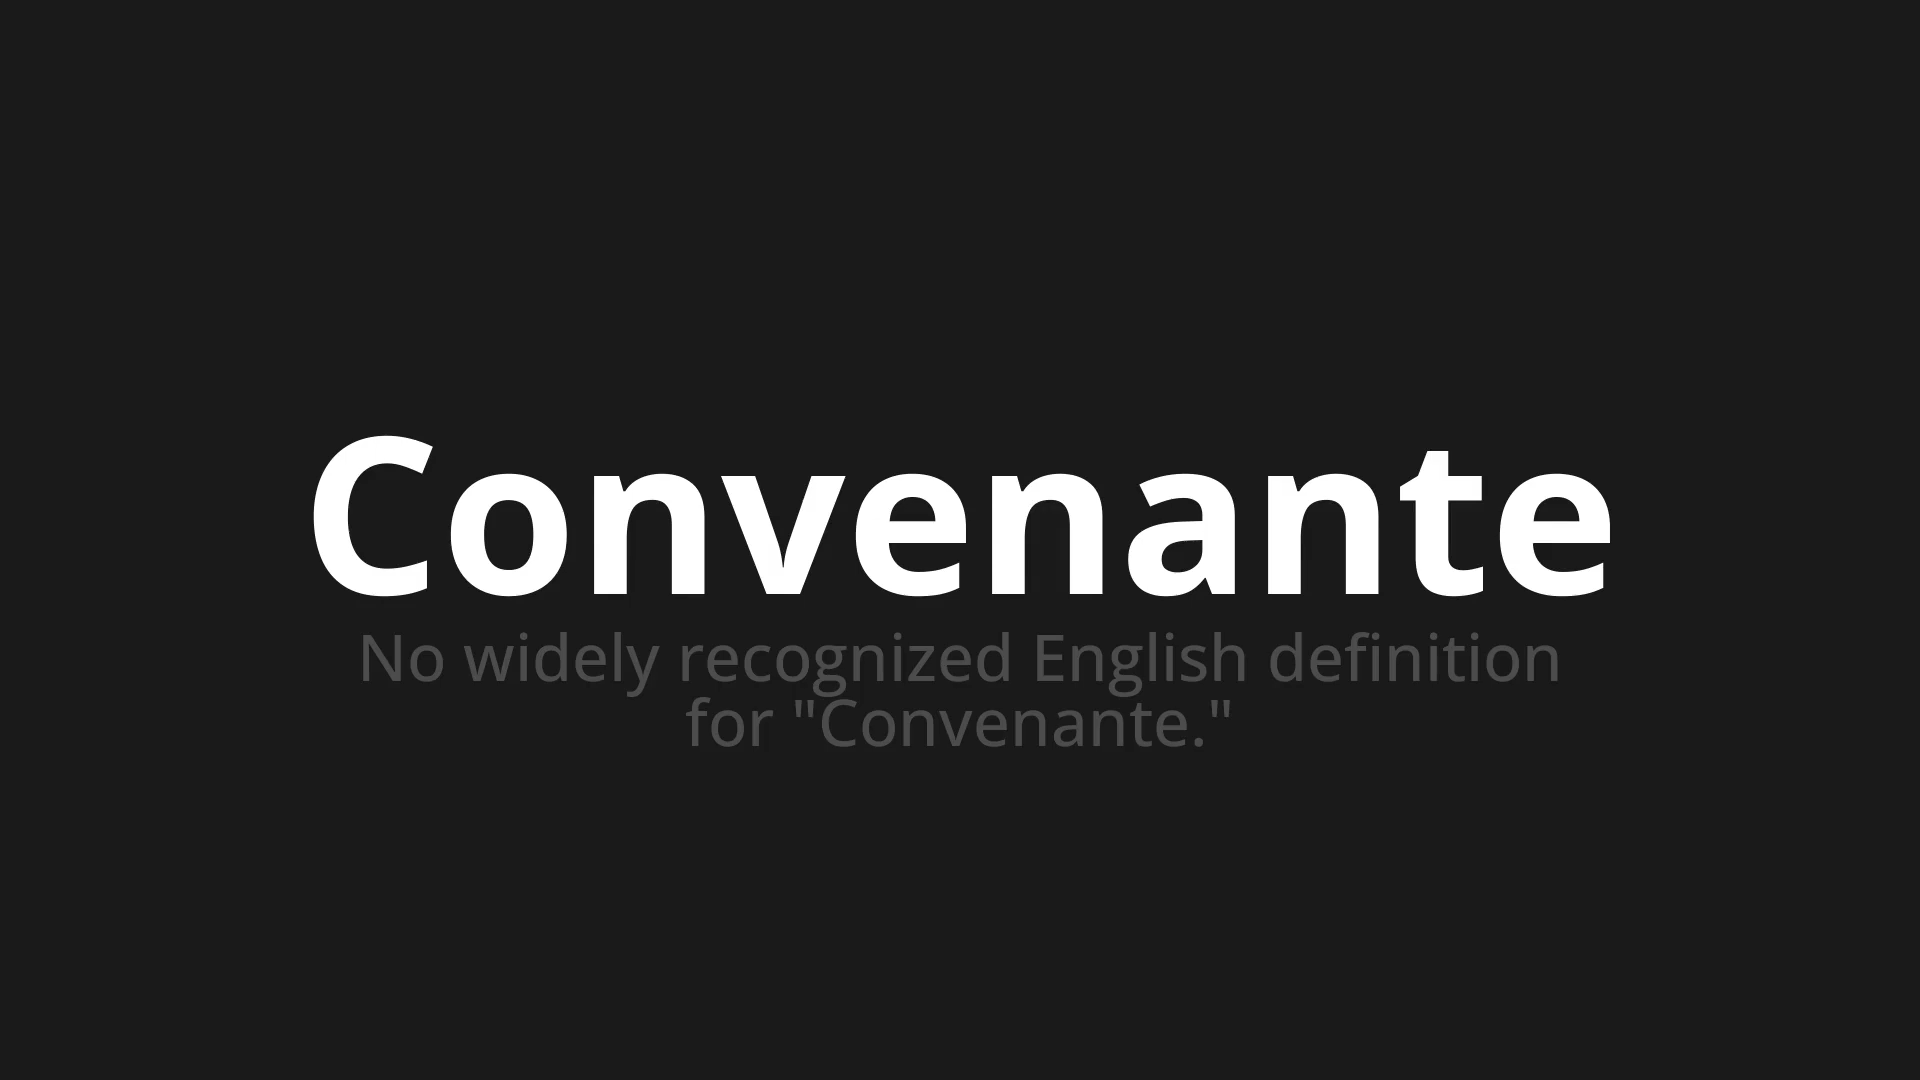 Convenante
No widely recognized English definition
for "Convenante."